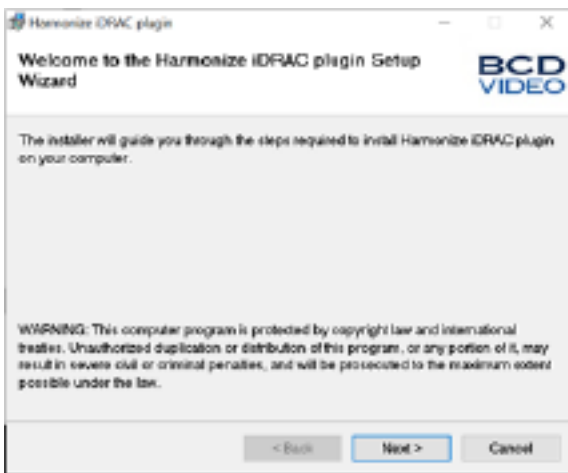 Harmonize iDRAC plugin
Welcome to the Harmonize iDRAC plugin Setup
Wizard
BCD
VIDEO
The installer will guide you through the steps required to install Harmonize iDRAC plugin
on your computer.
WARNING: This computer program is protected by copyright law and international
treaties. Unauthorized duplication or distribution of this program, or any portion of it, may
result in severe civil or criminal penalties, and will be prosecuted to the maximum extent
possible under the law.
< Back
Next >
Cancel